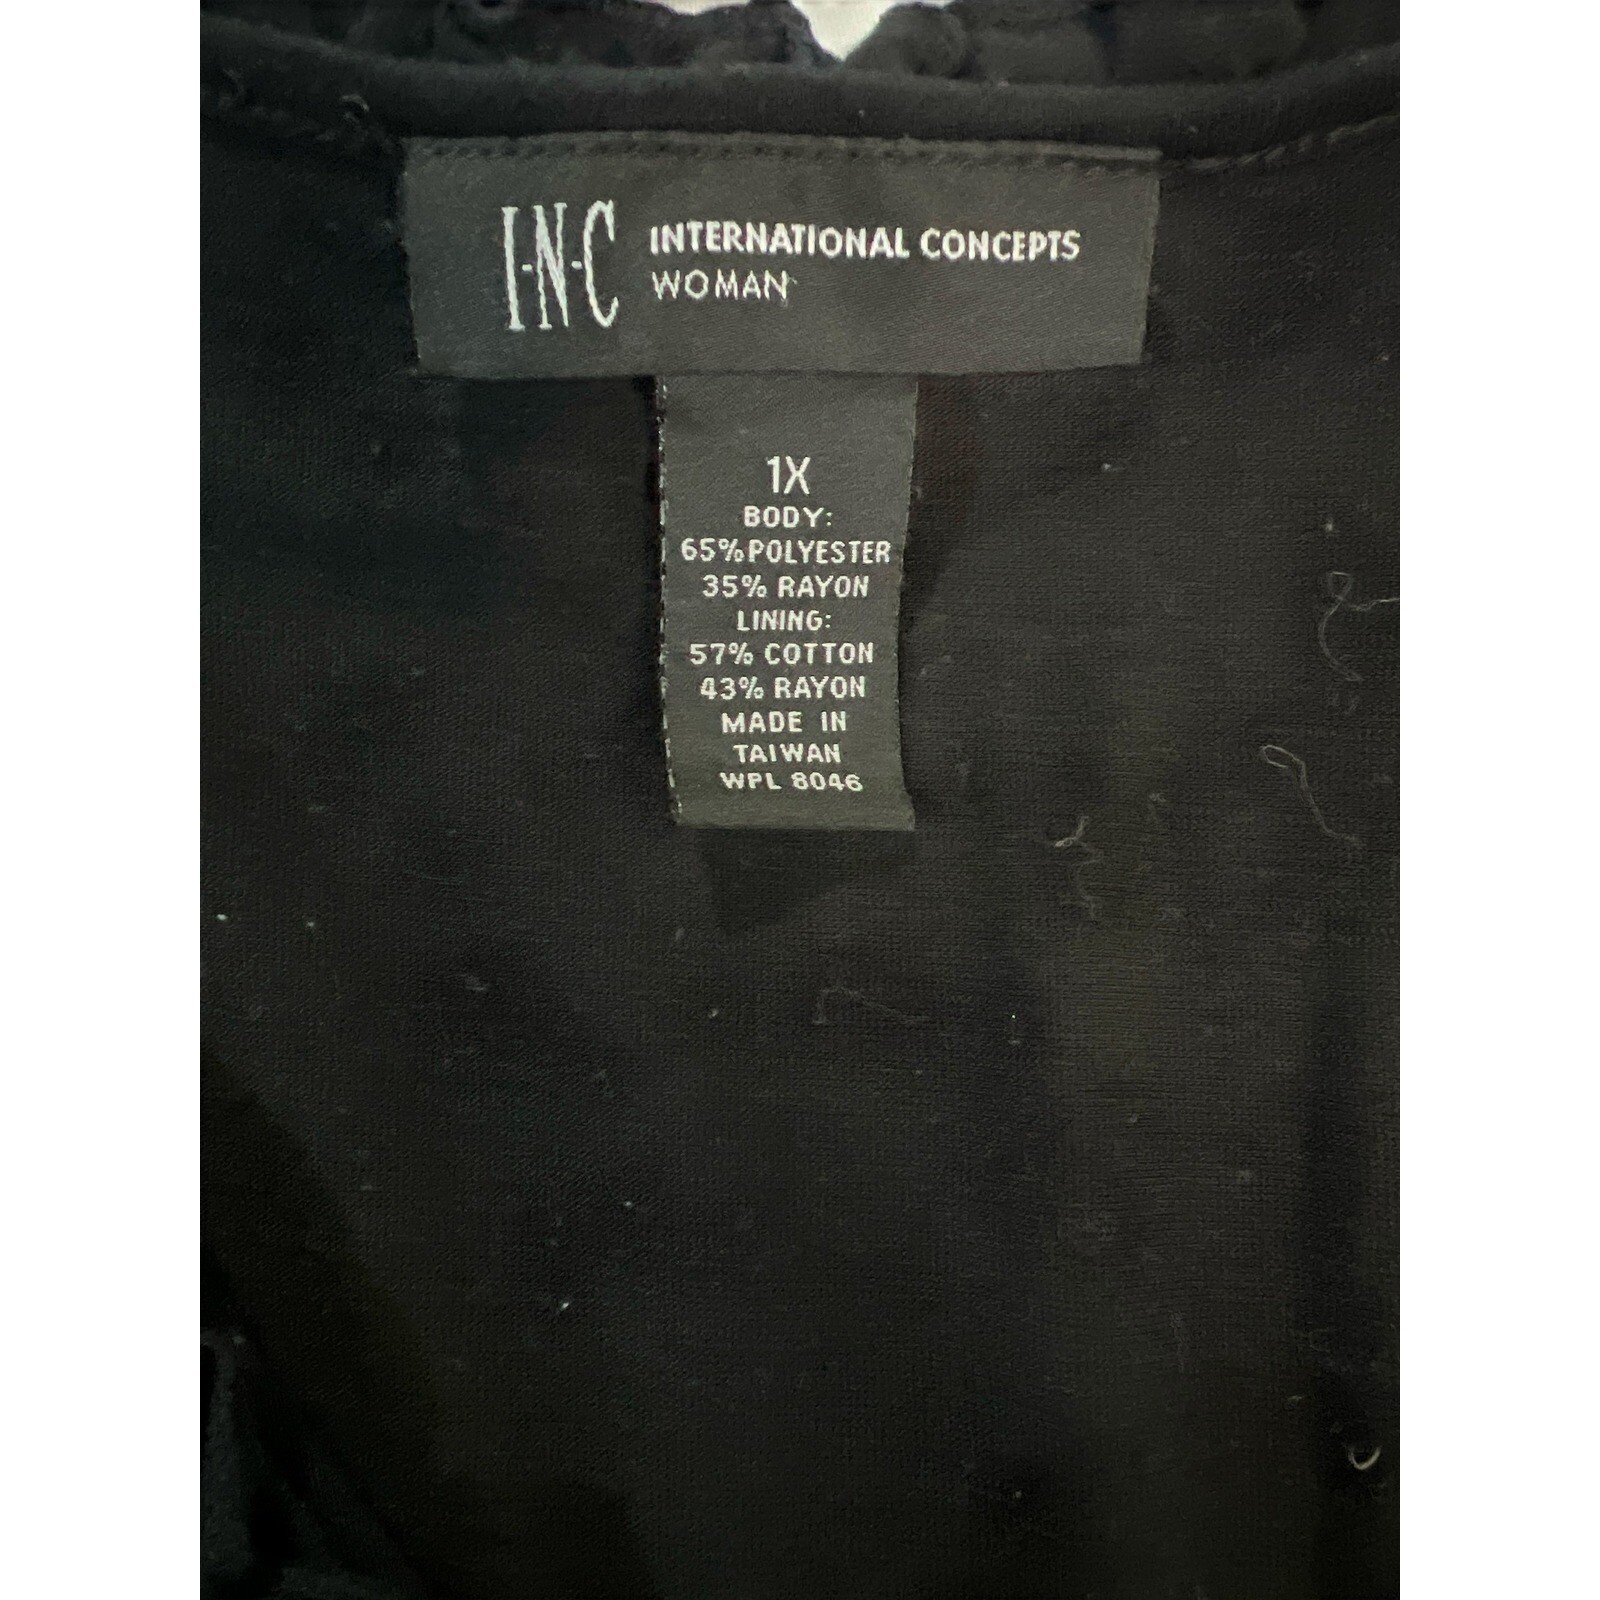 I·N·C INTERNATIONAL CONCEPTS
WOMAN
1X
BODY:
65% POLYESTER
35% RAYON
LINING:
57% COTTON
43% RAYON
MADE IN
TAIWAN
WPL 8046